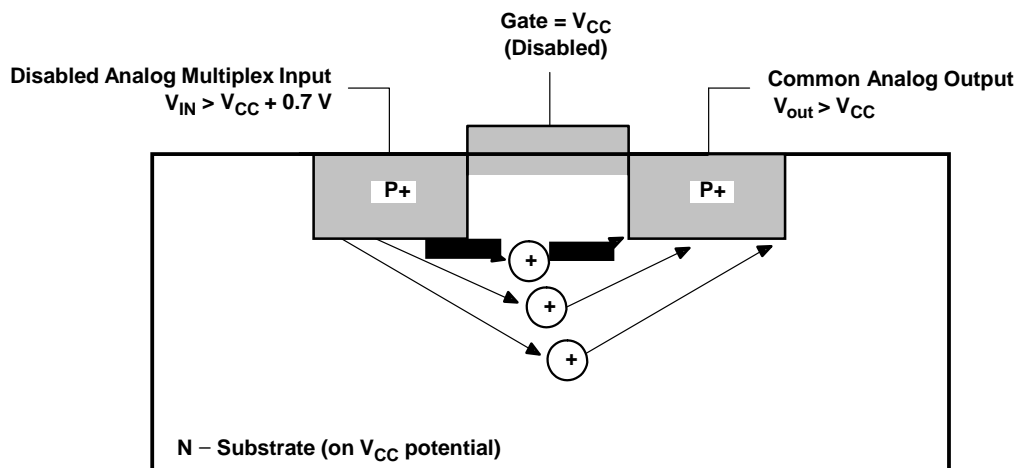 Gate = VCC
(Disabled)
Disabled Analog Multiplex Input
VIN > VCC + 0.7 V
Common Analog Output
Vout > VCC
P+
P+
+
+
+
N – Substrate (on VCC potential)